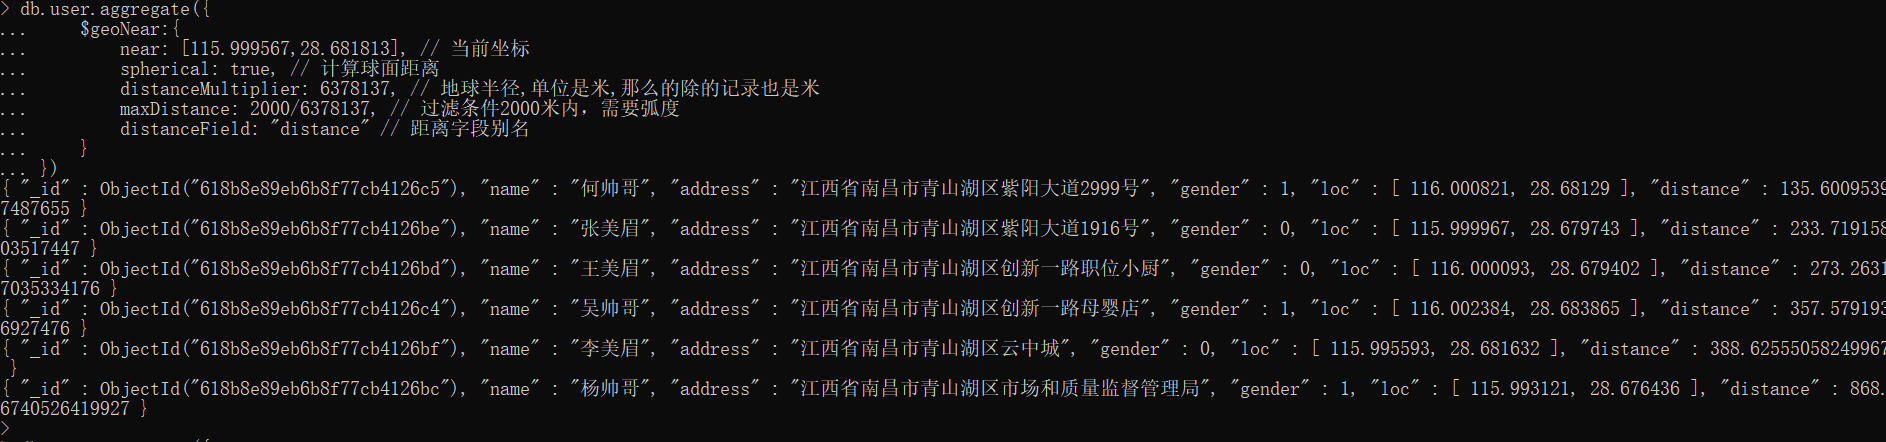 > db.user.aggregate({
...     $geoNear:{
...         near: [115.999567,28.681813], // 当前坐标
...         spherical: true, // 计算球面距离
...         distanceMultiplier: 6378137, // 地球半径,单位是米,那么的除的记录也是米
...         maxDistance: 2000/6378137, // 过滤条件2000米内，需要弧度
...         distanceField: "distance" // 距离字段别名
...     }
... })
{ "_id" : ObjectId("618b8e89eb6b8f77cb4126c5"), "name" : "何帅哥", "address" : "江西省南昌市青山湖区紫阳大道2999号", "gender" : 1, "loc" : [ 116.000821, 28.68129 ], "distance" : 135.6009539
7487655 }
{ "_id" : ObjectId("618b8e89eb6b8f77cb4126be"), "name" : "张美眉", "address" : "江西省南昌市青山湖区紫阳大道1916号", "gender" : 0, "loc" : [ 115.999967, 28.679743 ], "distance" : 233.719158
03517447 }
{ "_id" : ObjectId("618b8e89eb6b8f77cb4126bd"), "name" : "王美眉", "address" : "江西省南昌市青山湖区创新一路职位小厨", "gender" : 0, "loc" : [ 116.000093, 28.679402 ], "distance" : 273.2631
7035334176 }
{ "_id" : ObjectId("618b8e89eb6b8f77cb4126c4"), "name" : "吴帅哥", "address" : "江西省南昌市青山湖区创新一路母婴店", "gender" : 1, "loc" : [ 116.002384, 28.683865 ], "distance" : 357.579193
6927476 }
{ "_id" : ObjectId("618b8e89eb6b8f77cb4126bf"), "name" : "李美眉", "address" : "江西省南昌市青山湖区云中城", "gender" : 0, "loc" : [ 115.995593, 28.681632 ], "distance" : 388.62555058249967
}
{ "_id" : ObjectId("618b8e89eb6b8f77cb4126bc"), "name" : "杨帅哥", "address" : "江西省南昌市青山湖区市场和质量监督管理局", "gender" : 1, "loc" : [ 115.993121, 28.676436 ], "distance" : 868.
6740526419927 }
>